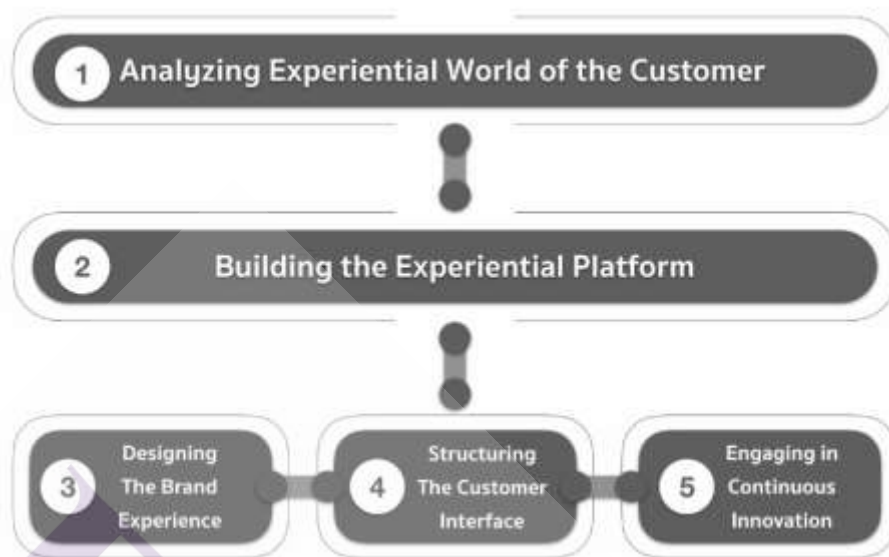 1 Analyzing Experiential World of the Customer
2 Building the Experiential Platform
3 Designing
The Brand
Experience
4 Structuring
The Customer
Interface
5 Engaging in
Continuous
Innovation